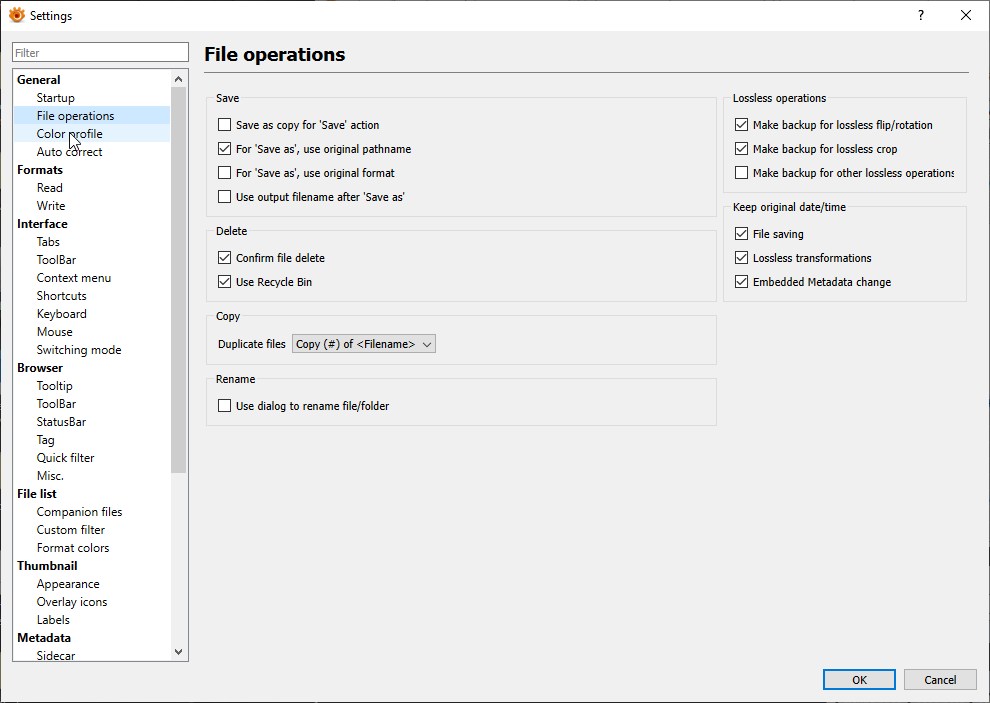 Settings
?
Filter
General
Startup
File operations
Color profile
Auto correct
Formats
Read
Write
Interface
Tabs
ToolBar
Context menu
Shortcuts
Keyboard
Mouse
Switching mode
Browser
Tooltip
ToolBar
StatusBar
Tag
Quick filter
Misc.
File list
Companion files
Custom filter
Format colors
Thumbnail
Appearance
Overlay icons
Labels
Metadata
Sidecar
File operations
Save
Save as copy for 'Save' action
For 'Save as', use original pathname
For 'Save as', use original format
Use output filename after 'Save as'
Delete
Confirm file delete
Use Recycle Bin
Copy
Duplicate files Copy (#) of <Filename>
Rename
Use dialog to rename file/folder
Lossless operations
Make backup for lossless flip/rotation
Make backup for lossless crop
Make backup for other lossless operations
Keep original date/time
File saving
Lossless transformations
Embedded Metadata change
OK
Cancel